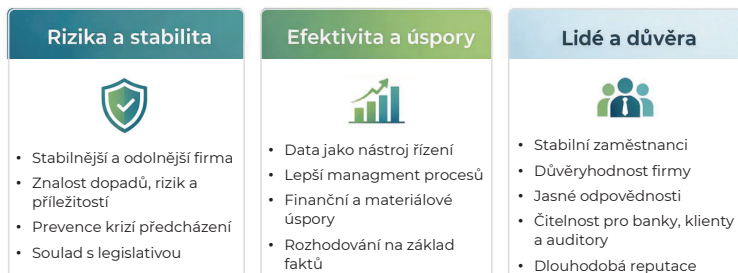 Rizika a stabilita
• Stabilnější a odolnější firma
• Znalost dopadů, rizik a
příležitostí
• Prevence krizí předcházení
• Soulad s legislativou
Efektivita a úspory
• Data jako nástroj řízení
• Lepší managment procesů
• Finanční a materiálové
úspory
• Rozhodování na základ
faktů
Lidé a důvěra
• Stabilní zaměstnanci
• Důvěryhodnost firmy
• Jasné odpovědnosti
• Čitelnost pro banky, klienty
a auditory
• Dlouhodobá reputace